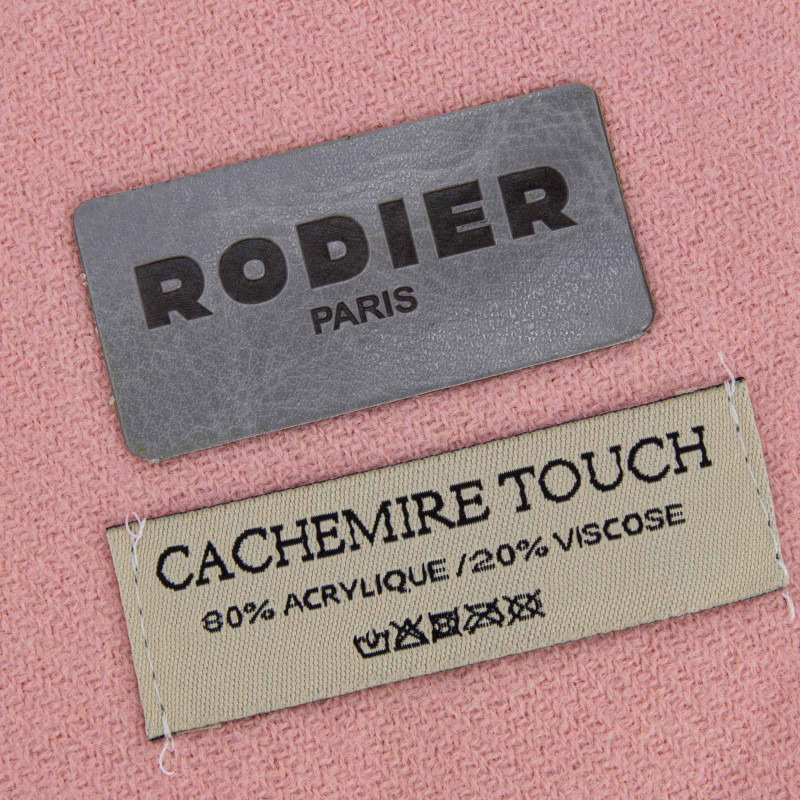 RODIER
PARIS
CACHEMIRE TOUCH
80% ACRYLIQUE /20% VISCOSE